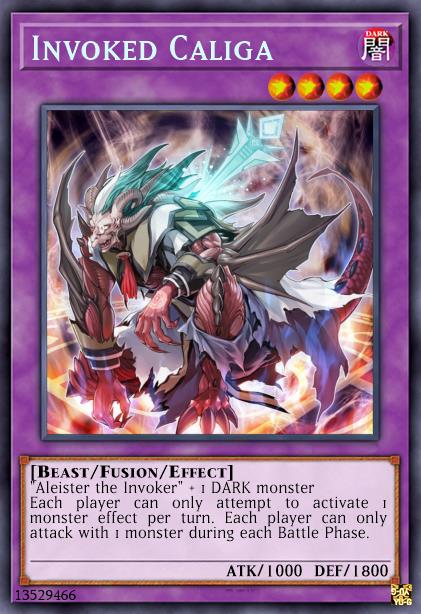 Invoked Caliga
DARK
闇
[Beast/Fusion/Effect]
"Aleister the Invoker" + 1 DARK monster
Each player can only attempt to activate 1
monster effect per turn. Each player can only
attack with 1 monster during each Battle Phase.
ATK/1000 DEF/1800
13529466